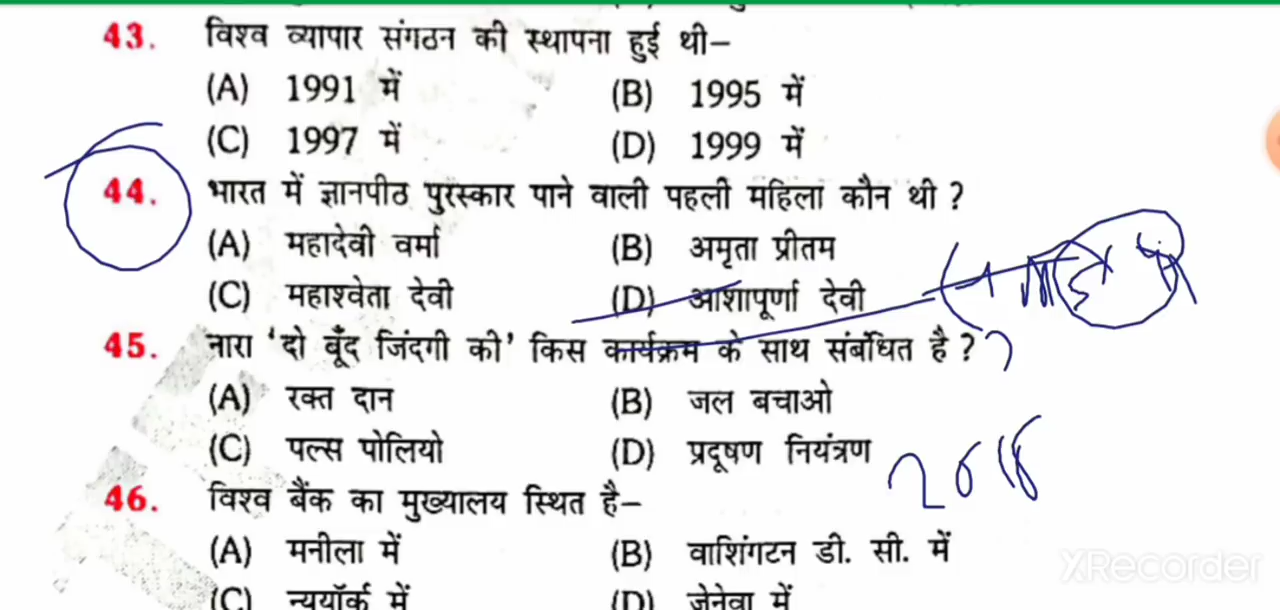 43. विश्व व्यापार संगठन की स्थापना हुई थी–
(A) 1991 में (B) 1995 में
(C) 1997 में (D) 1999 में
44. भारत में ज्ञानपीठ पुरस्कार पाने वाली पहली महिला कौन थी ?
(A) महादेवी वर्मा (B) अमृता प्रीतम
(C) महाश्वेता देवी (D) आशापूर्णा देवी
45. नारा ‘दो बूँद जिंदगी की’ किस कार्यक्रम के साथ संबंधित है ?
(A) रक्त दान (B) जल बचाओ
(C) पल्स पोलियो (D) प्रदूषण नियंत्रण
2018
46. विश्व बैंक का मुख्यालय स्थित है–
(A) मनीला में (B) वाशिंगटन डी. सी. में
(C) न्यूयॉर्क में (D) जेनेवा में
XRecorder